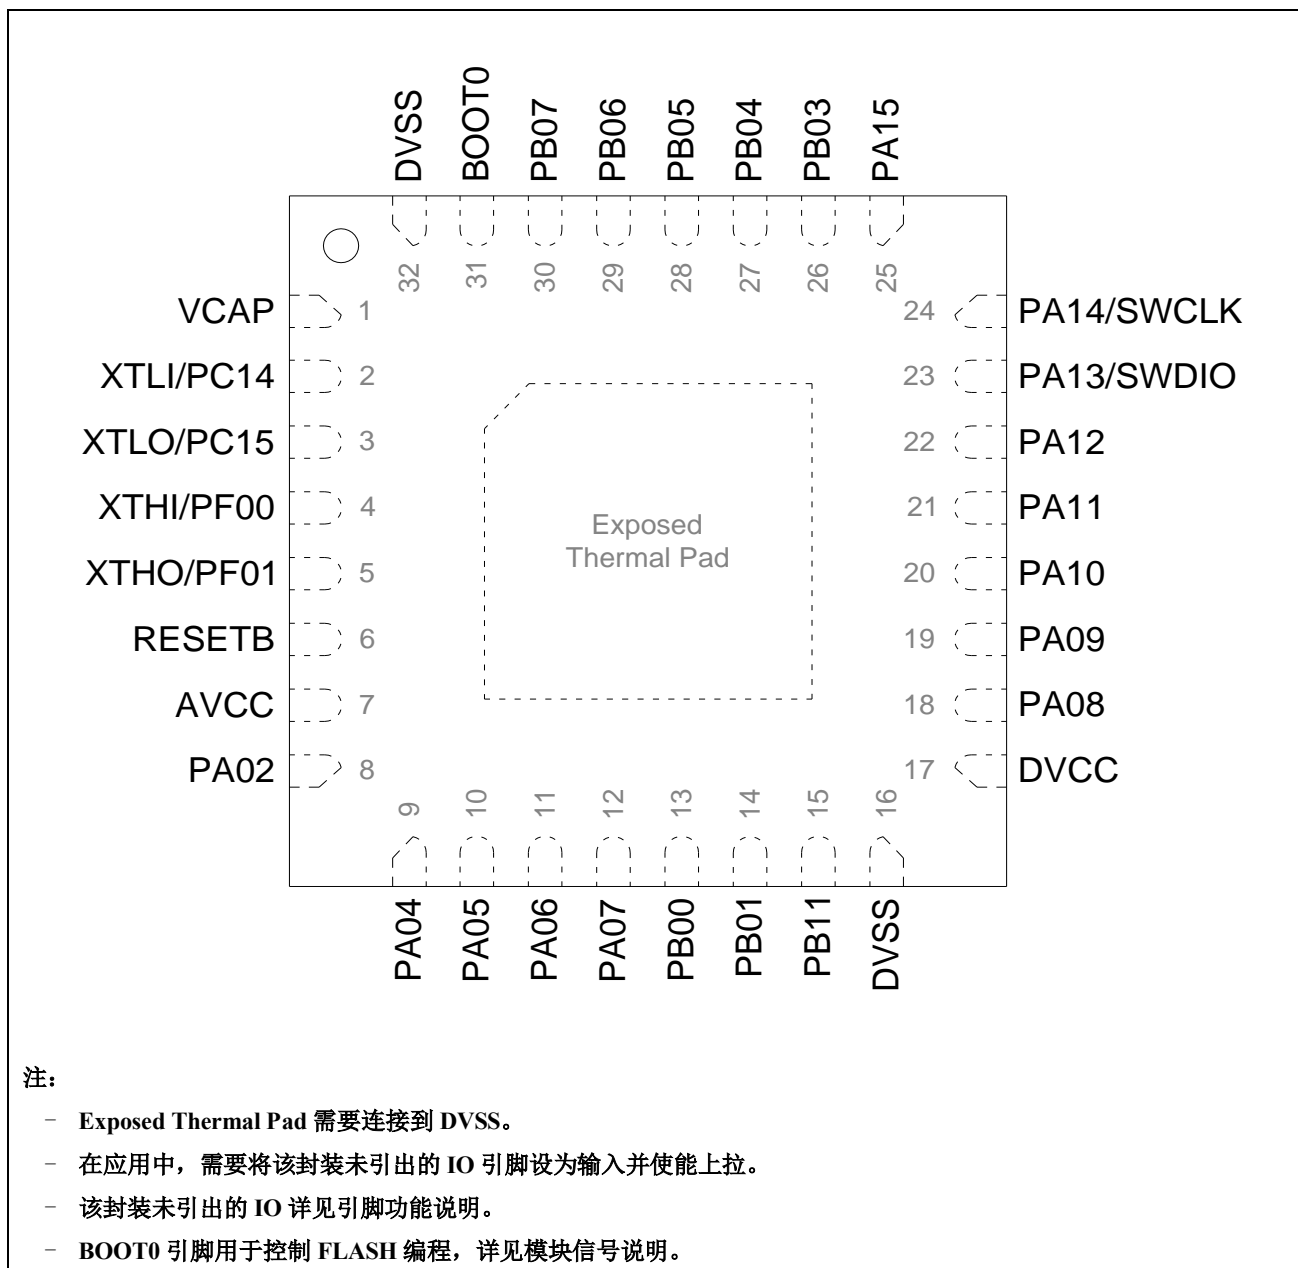 DVSS
BOOT0
PB07
PB06
PB05
PB04
PB03
PA15
32
31
30
29
28
27
26
25
VCAP 1
XTLI/PC14 2
XTLO/PC15 3
XTHI/PF00 4
XTHO/PF01 5
RESETB 6
AVCC 7
PA02 8
24 PA14/SWCLK
23 PA13/SWDIO
22 PA12
21 PA11
20 PA10
19 PA09
18 PA08
17 DVCC
Exposed
Thermal Pad
9
10
11
12
13
14
15
16
PA04
PA05
PA06
PA07
PB00
PB01
PB11
DVSS
注：
- Exposed Thermal Pad 需要连接到 DVSS。
- 在应用中，需要将该封装未引出的 IO 引脚设为输入并使能上拉。
- 该封装未引出的 IO 详见引脚功能说明。
- BOOT0 引脚用于控制 FLASH 编程，详见模块信号说明。